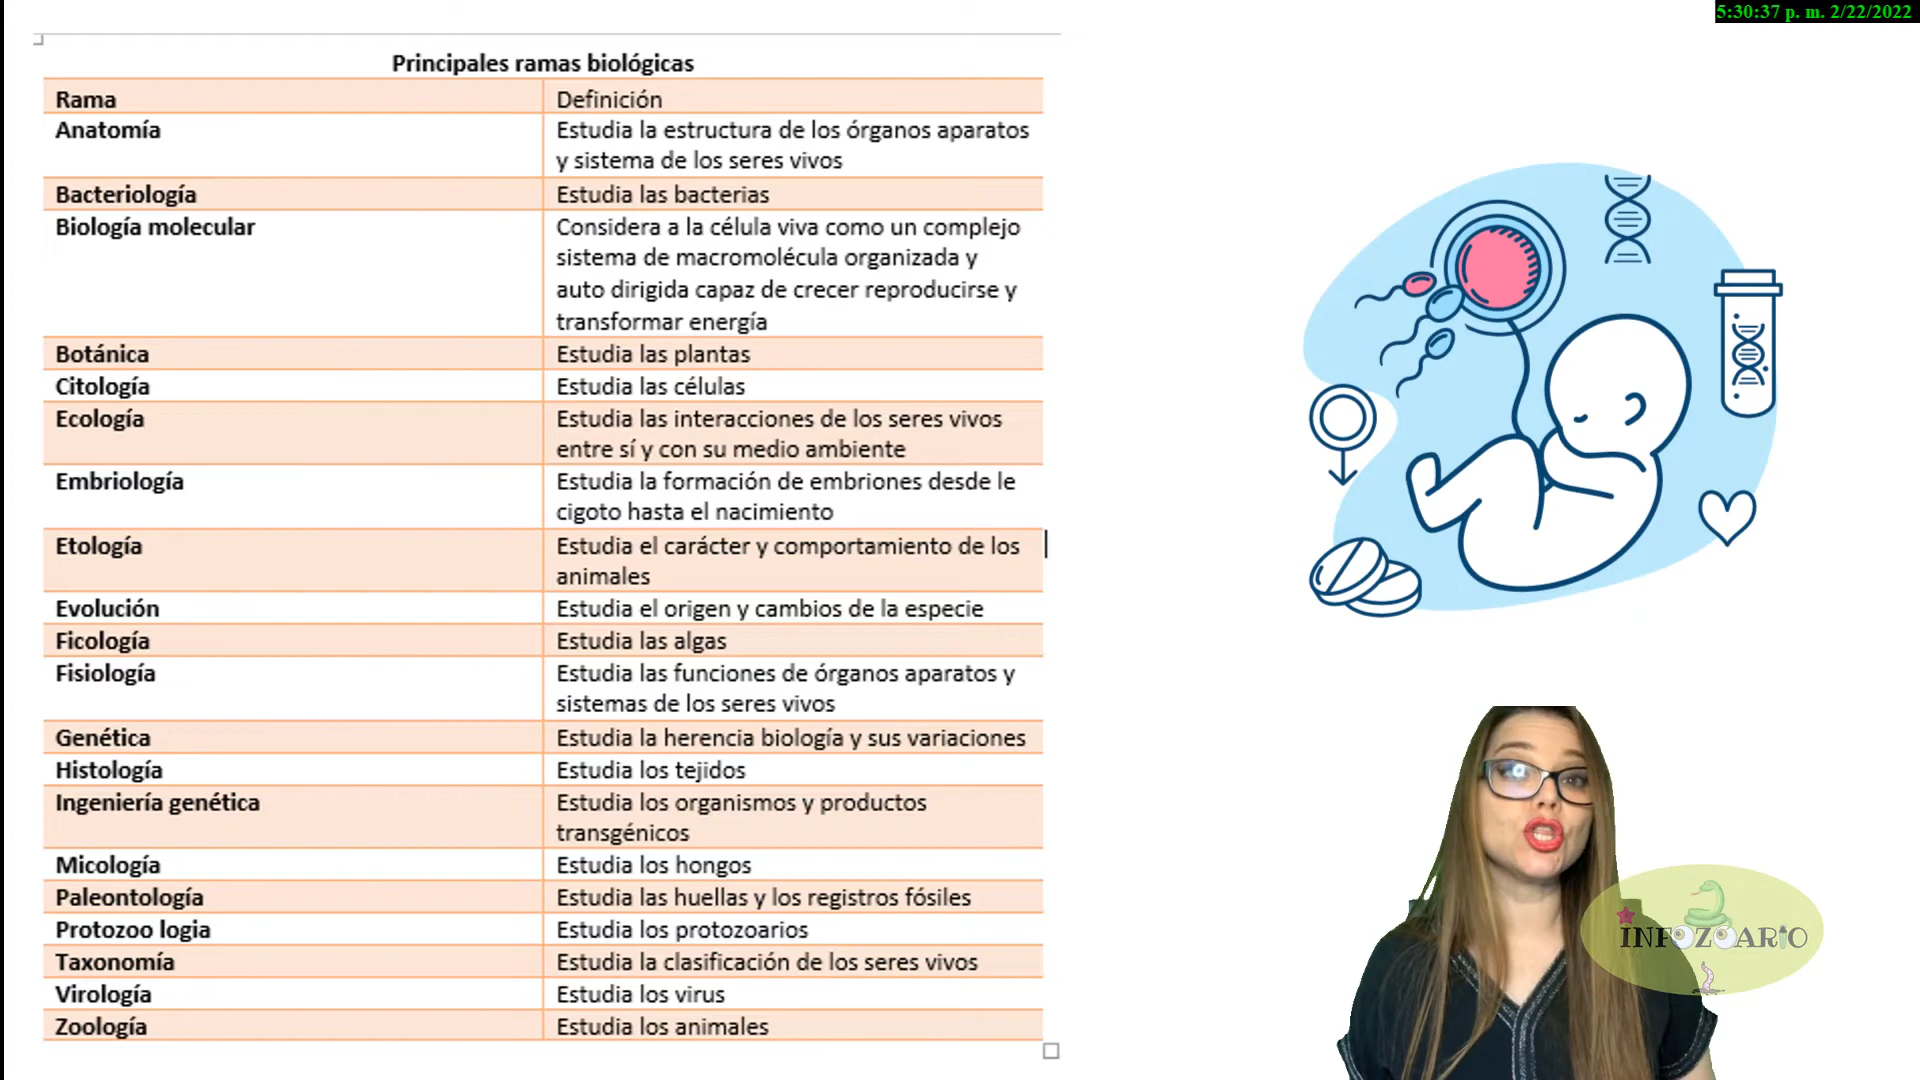 5:30:37 p. m. 2/22/2022
Principales ramas biológicas
Rama Definición
Anatomía Estudia la estructura de los órganos aparatos
y sistema de los seres vivos
Bacteriología Estudia las bacterias
Biología molecular Considera a la célula viva como un complejo
sistema de macromolécula organizada y
auto dirigida capaz de crecer reproducirse y
transformar energía
Botánica Estudia las plantas
Citología Estudia las células
Ecología Estudia las interacciones de los seres vivos
entre sí y con su medio ambiente
Embriología Estudia la formación de embriones desde le
cigoto hasta el nacimiento
Etología Estudia el carácter y comportamiento de los
animales
Evolución Estudia el origen y cambios de la especie
Ficología Estudia las algas
Fisiología Estudia las funciones de órganos aparatos y
sistemas de los seres vivos
Genética Estudia la herencia biología y sus variaciones
Histología Estudia los tejidos
Ingeniería genética Estudia los organismos y productos
transgénicos
Micología Estudia los hongos
Paleontología Estudia las huellas y los registros fósiles
Protozoo logia Estudia los protozoarios
Taxonomía Estudia la clasificación de los seres vivos
Virología Estudia los virus
Zoología Estudia los animales
INFOZOARIO